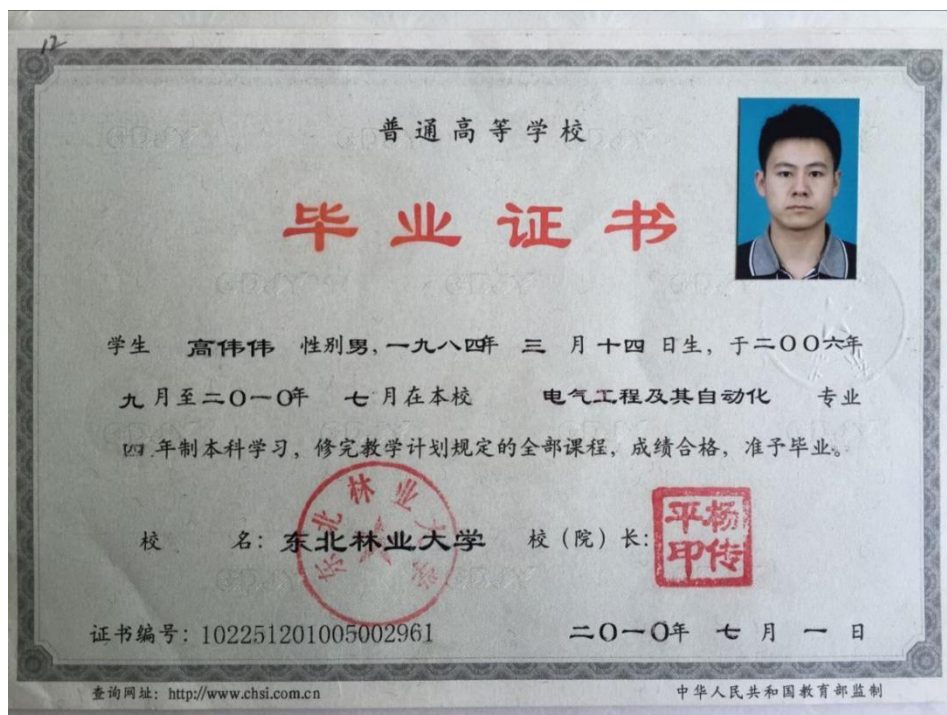 12
普通高等学校
毕业证书
学生 高伟伟 性别男，一九八四年 三 月十四日生，于二〇〇六年
九月至二〇一〇年 七月在本校 电气工程及其自动化 专业
四年制本科学习，修完教学计划规定的全部课程，成绩合格，准予毕业。
校 名：东北林业大学 校（院）长：
东北林业大学
杨传平印
证书编号：102251201005002961 二〇一〇年 七 月 一 日
查询网址：http://www.chsi.com.cn 中华人民共和国教育部监制